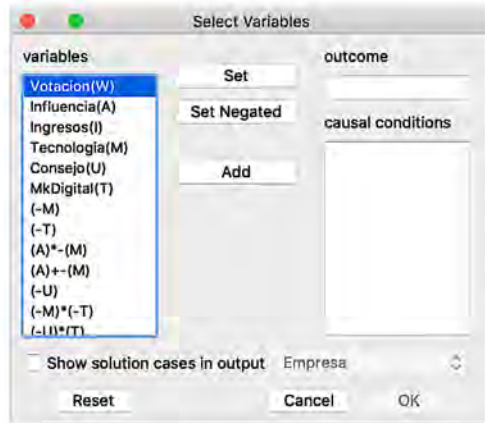 Select Variables
variables
Votacion(W)
Influencia(A)
Ingresos(I)
Tecnologia(M)
Consejo(U)
MkDigital(T)
(-M)
(-T)
(A)*-(M)
(A)+-(M)
(-U)
(-M)*(-T)
(-U)*(T)
Set
Set Negated
Add
outcome
causal conditions
Show solution cases in output
Empresa
Reset
Cancel
OK